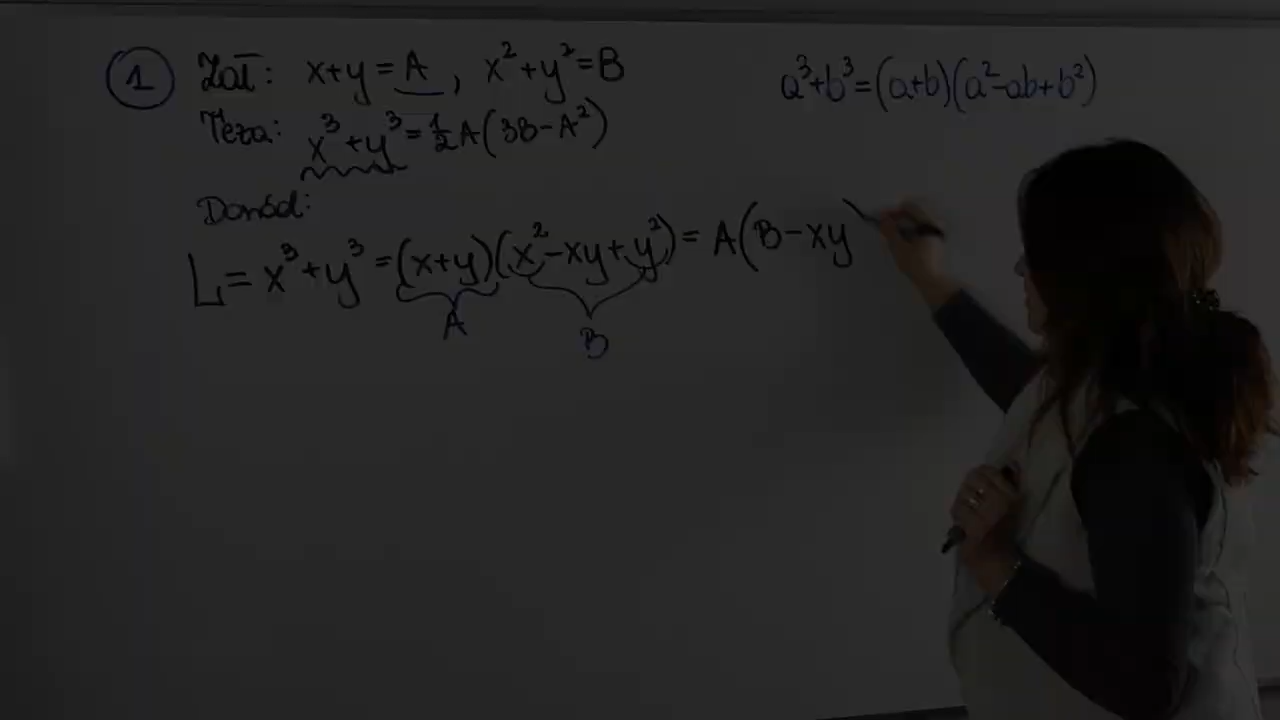 1 Zał: x+y=A, x²+y²=B
Teza: x³+y³=½A(3B-A²)
Dowód:
L=x³+y³=(x+y)(x²-xy+y²)=A(B-xy)
A
B
a³+b³=(a+b)(a²-ab+b²)